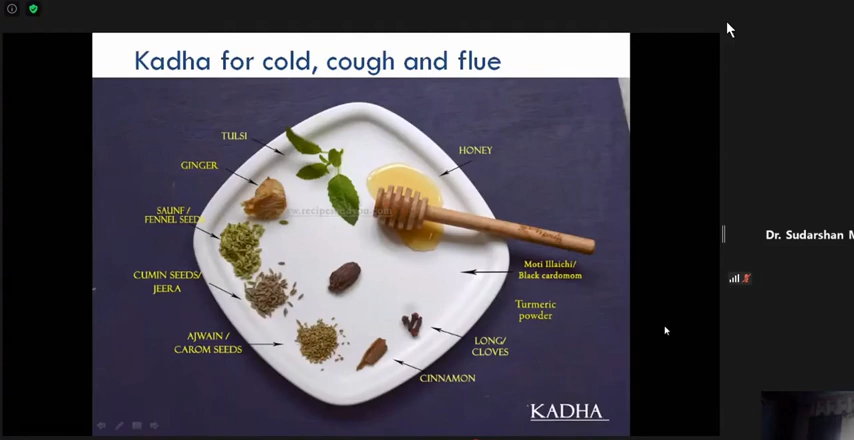 Kadha for cold, cough and flue
TULSI
HONEY
GINGER
SAUNF /
FENNEL SEEDS
Moti Illaichi/
Black cardomom
CUMIN SEEDS/
JEERA
Turmeric
powder
AJWAIN /
CAROM SEEDS
LONG/
CLOVES
CINNAMON
KADHA
Dr. Sudarshan M